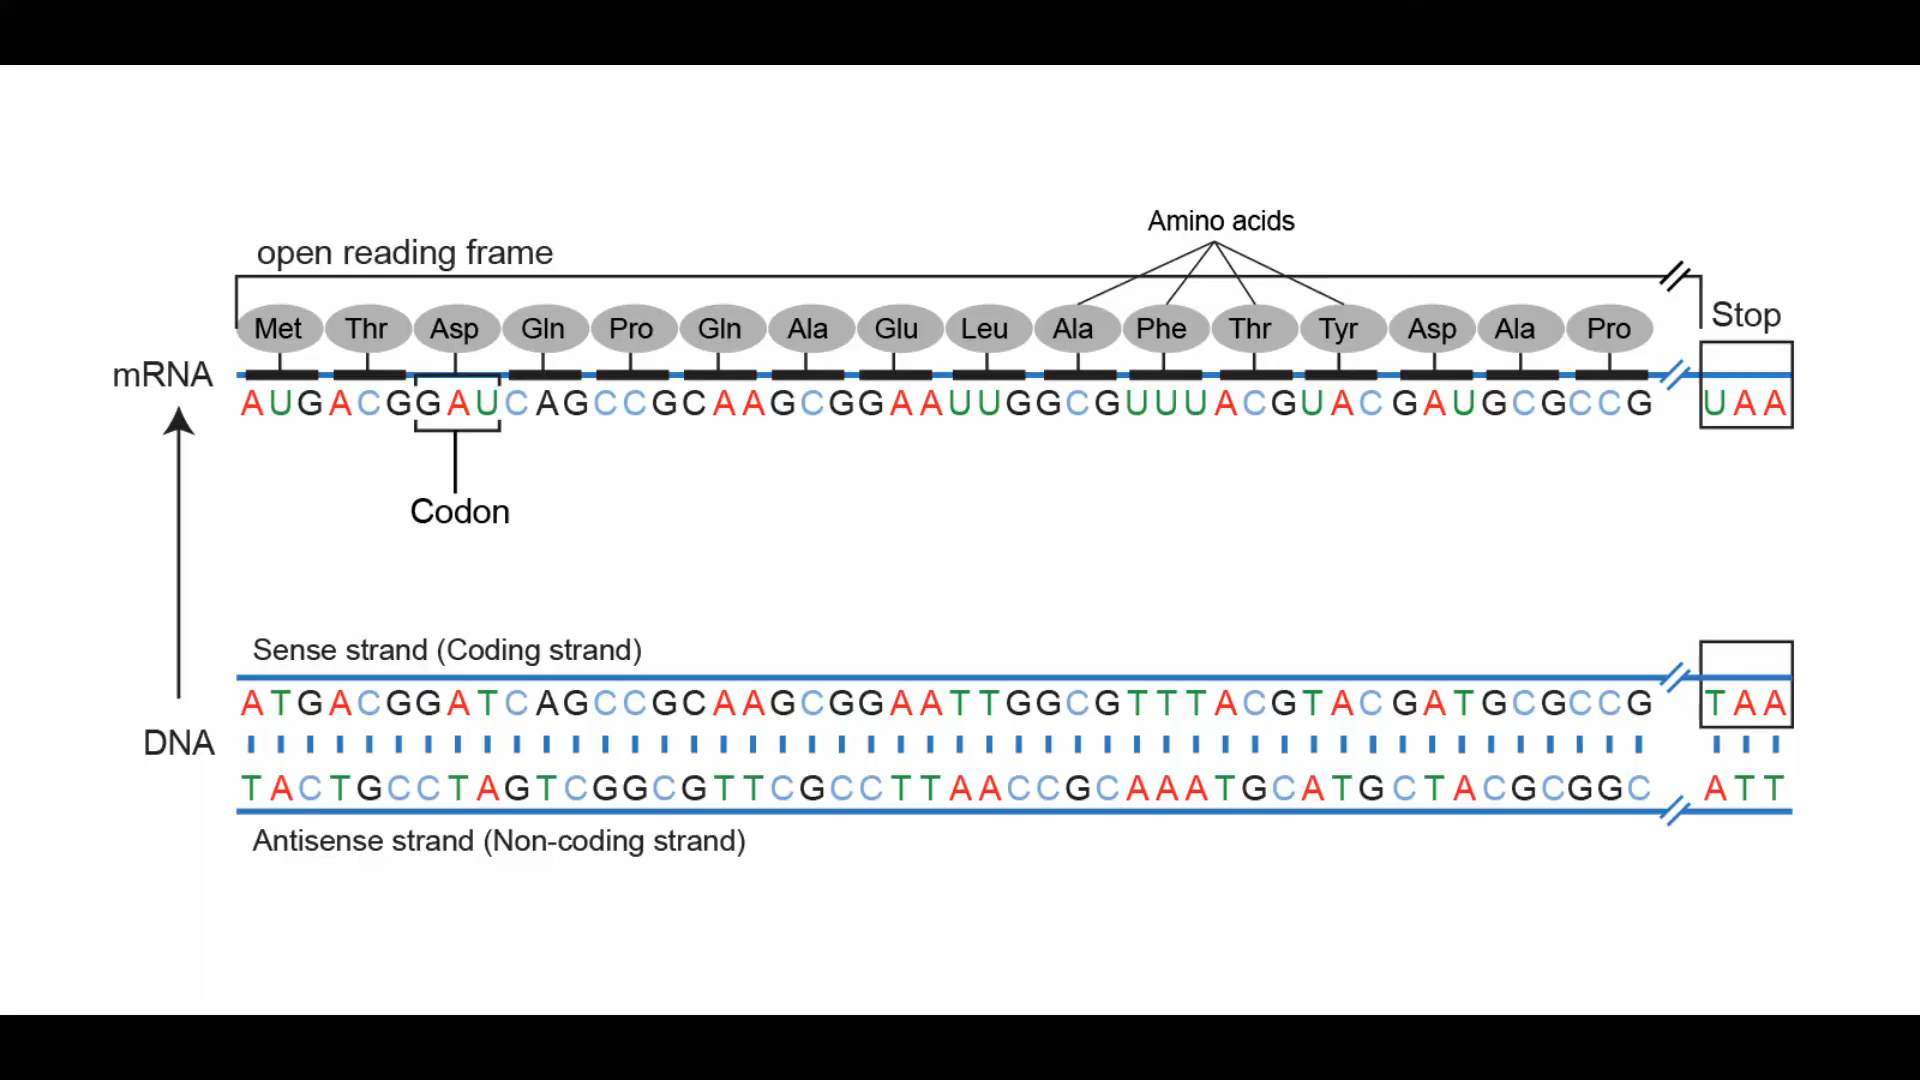 Amino acids
open reading frame
Stop
Met Thr Asp Gln Pro Gln Ala Glu Leu Ala Phe Thr Tyr Asp Ala Pro
mRNA
AUGACGGAUCAGCCGCAAGCGGAAUUGGCGUUUACGUACGAUGCGCCG UAA
Codon
Sense strand (Coding strand)
ATGACGGATCAGCCGCAAGCGGAATTGGCGTTTACGTACGATGCGCCG TAA
DNA
TACTGCCTAGTCGGCGTTCGCCTTAACCGCAAATGCATGCTACGCGGC ATT
Antisense strand (Non-coding strand)